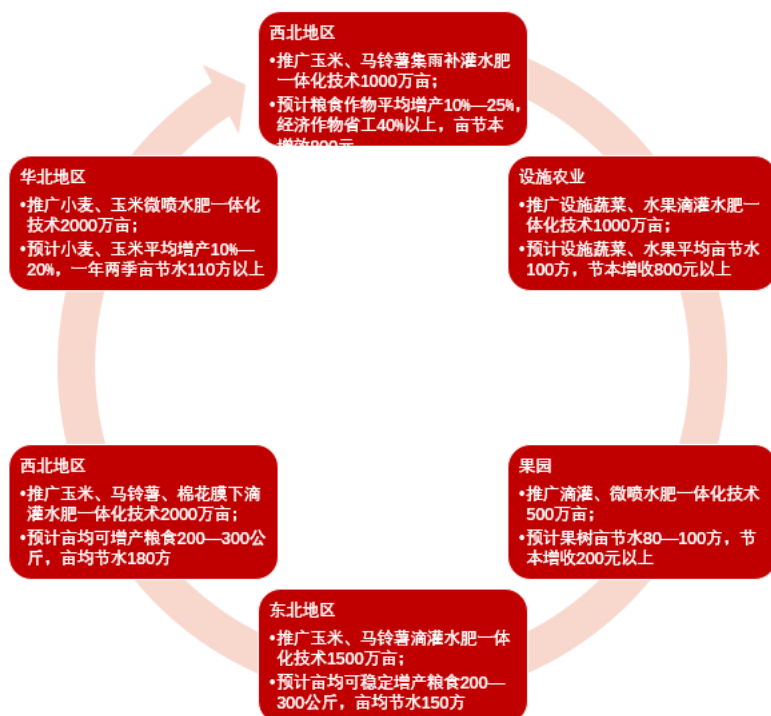 西北地区
•推广玉米、马铃薯集雨补灌水肥
一体化技术1000万亩；
•预计粮食作物平均增产10%—25%，
经济作物省工40%以上，亩节本
增效800元
设施农业
•推广设施蔬菜、水果滴灌水肥一
体化技术1000万亩；
•预计设施蔬菜、水果平均亩节水
100方，节本增收800元以上
果园
•推广滴灌、微喷水肥一体化技术
500万亩；
•预计果树亩节水80—100方，节
本增收200元以上
东北地区
•推广玉米、马铃薯滴灌水肥一体
化技术1500万亩；
•预计亩均可稳定增产粮食200—
300公斤，亩均节水150方
西北地区
•推广玉米、马铃薯、棉花膜下滴
灌水肥一体化技术2000万亩；
•预计亩均可增产粮食200—300公
斤，亩均节水180方
华北地区
•推广小麦、玉米微喷水肥一体化
技术2000万亩；
•预计小麦、玉米平均增产10%—
20%，一年两季亩节水110方以上